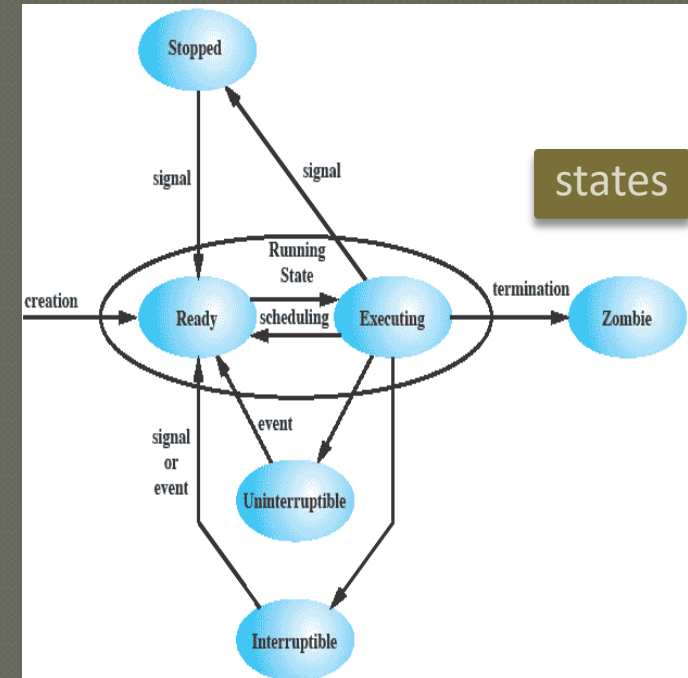 Stopped
signal
signal
states
Running
State
creation
Ready
scheduling
Executing
termination
Zombie
event
signal
or
event
Uninterruptible
Interruptible